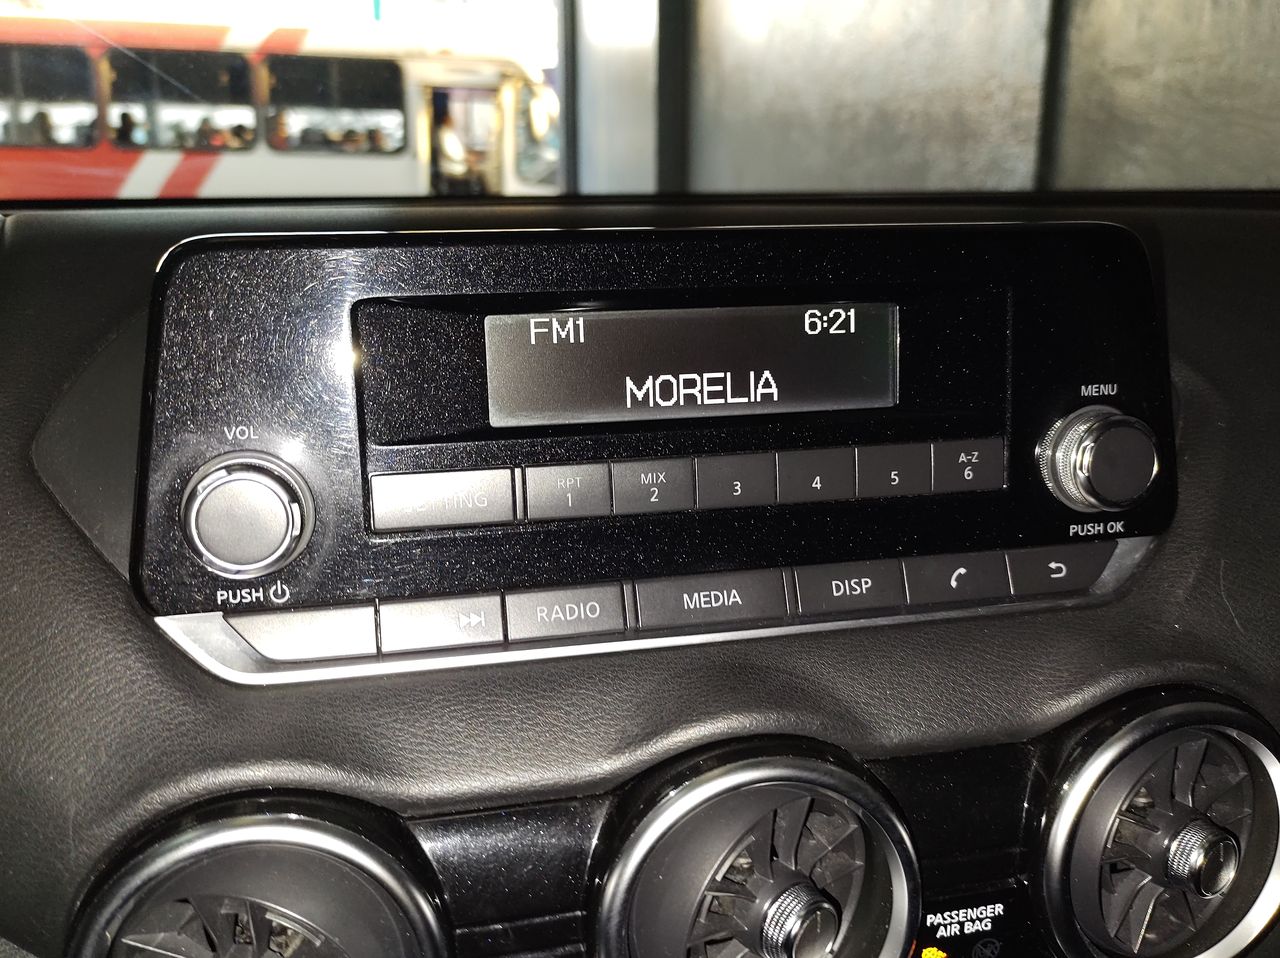 FM1 6:21
MORELIA
VOL
MENU
SETTING
RPT
1
MIX
2
3
4
5
A-Z
6
PUSH
PUSH OK
RADIO
MEDIA
DISP
PASSENGER
AIR BAG